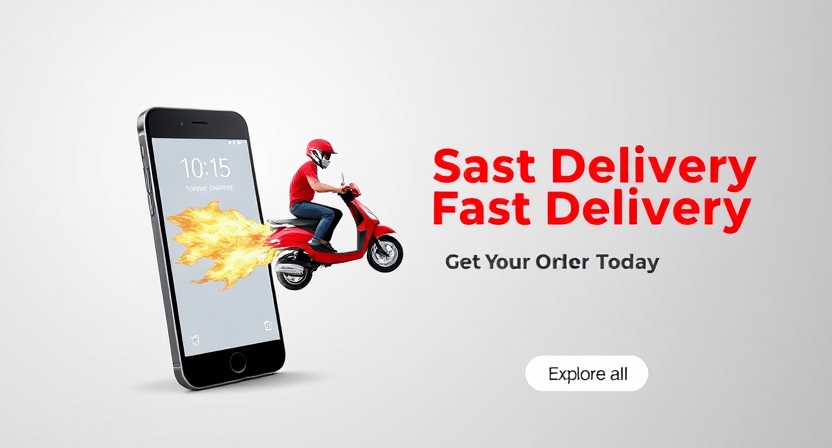 10:15
Sast Delivery
Fast Delivery
Get Your Orler Today
Explore all